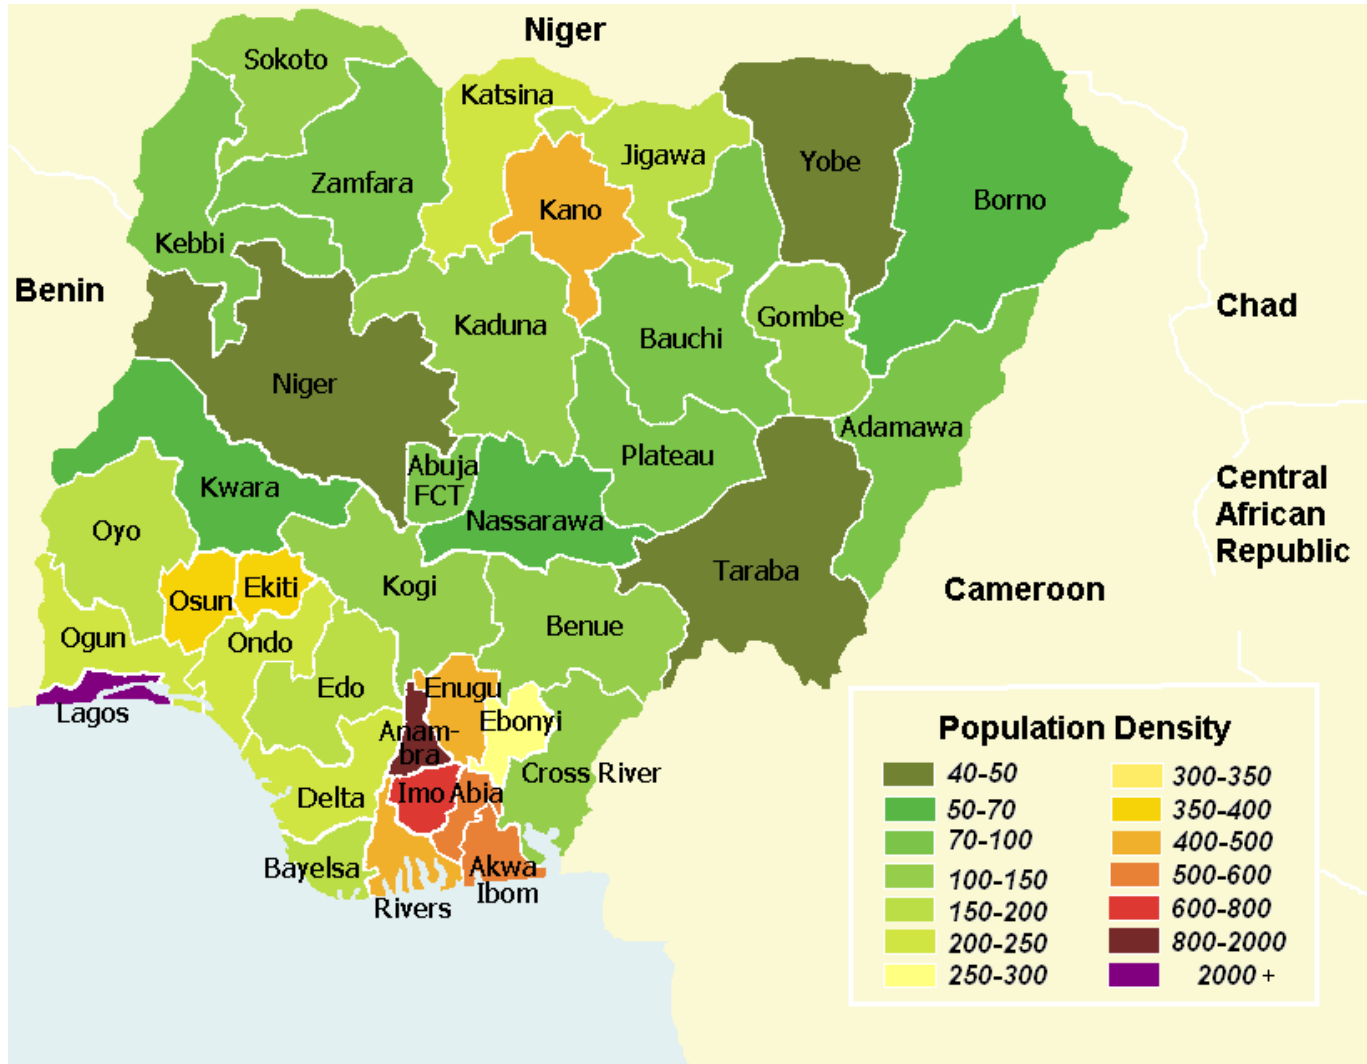 Niger
Sokoto
Katsina
Jigawa
Yobe
Zamfara
Kano
Borno
Kebbi
Benin
Chad
Kaduna
Gombe
Bauchi
Niger
Adamawa
Abuja
FCT
Plateau
Kwara
Central
African
Republic
Nassarawa
Oyo
Taraba
Kogi
Ekiti
Osun
Cameroon
Benue
Ogun
Ondo
Edo
Enugu
Lagos
Ebonyi
Anam-
bra
Cross River
Delta
Imo
Abia
Bayelsa
Akwa
Ibom
Rivers
Population Density
40-50
50-70
70-100
100-150
150-200
200-250
250-300
300-350
350-400
400-500
500-600
600-800
800-2000
2000 +